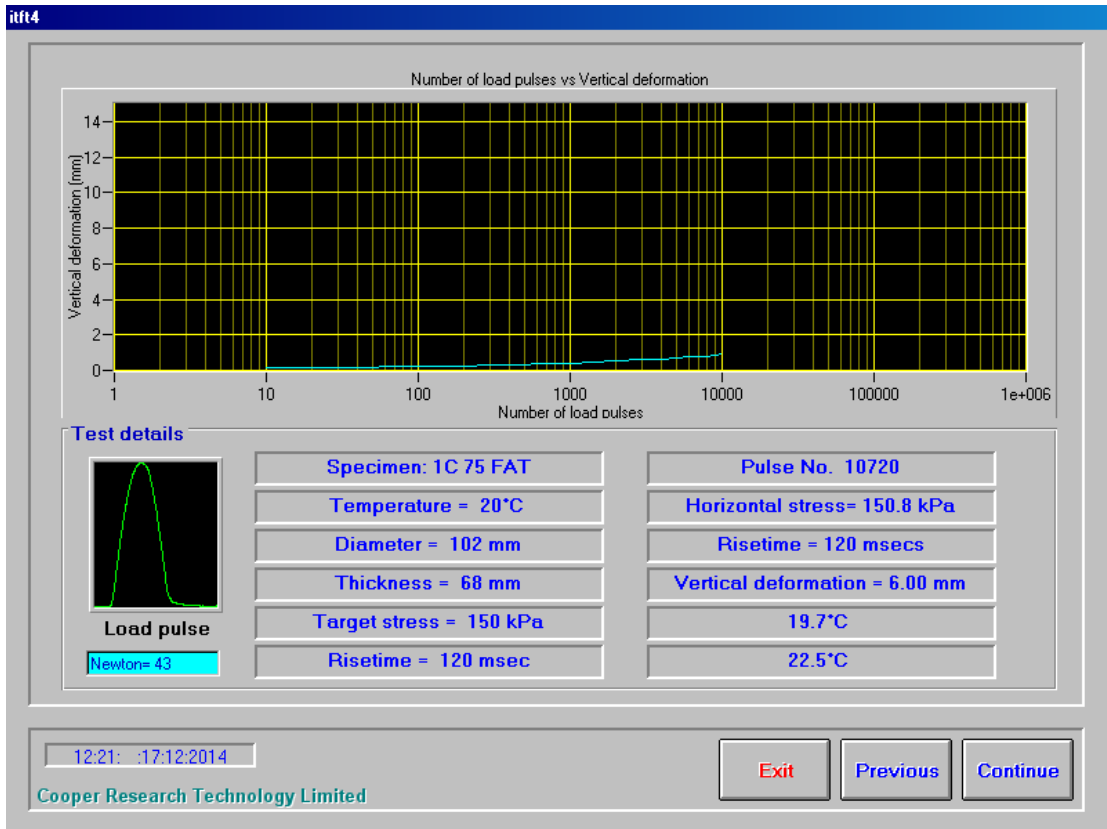 itft4
Number of load pulses vs Vertical deformation
Vertical deformation (mm)
14
12
10
8
6
4
2
0
1 10 100 1000 10000 100000 1e+006
Number of load pulses
Test details
Load pulse
Newton= 43
Specimen: 1C 75 FAT
Temperature = 20°C
Diameter = 102 mm
Thickness = 68 mm
Target stress = 150 kPa
Risetime = 120 msec
Pulse No. 10720
Horizontal stress= 150.8 kPa
Risetime = 120 msecs
Vertical deformation = 6.00 mm
19.7°C
22.5°C
12:21: :17:12:2014
Cooper Research Technology Limited
Exit
Previous
Continue